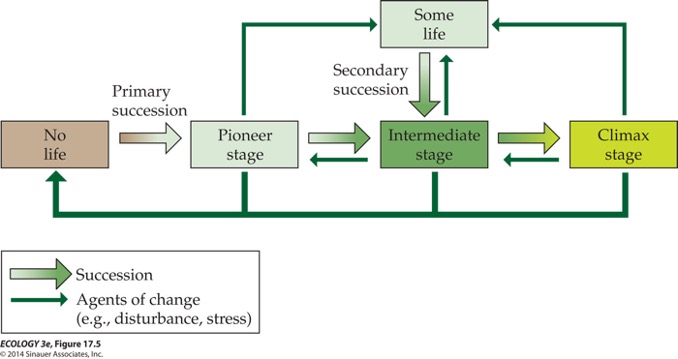 Some
life
Secondary
succession
Primary
succession
No
life
Pioneer
stage
Intermediate
stage
Climax
stage
Succession
Agents of change
(e.g., disturbance, stress)
ECOLOGY 3e, Figure 17.5
© 2014 Sinauer Associates, Inc.